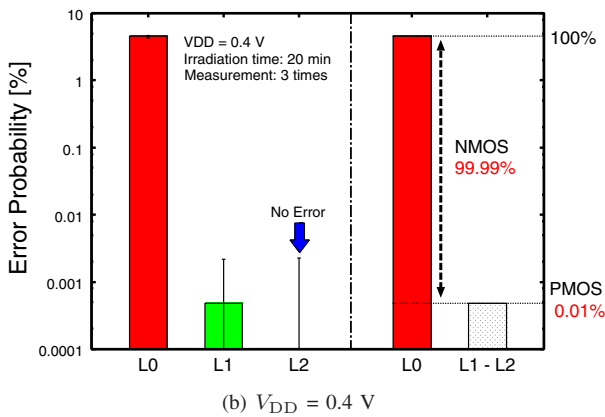 10
1
0.1
0.01
0.001
0.0001
Error Probability [%]
VDD = 0.4 V
Irradiation time: 20 min
Measurement: 3 times
No Error
100%
NMOS
99.99%
PMOS
0.01%
L0 L1 L2 L0 L1 - L2
(b) V_DD = 0.4 V